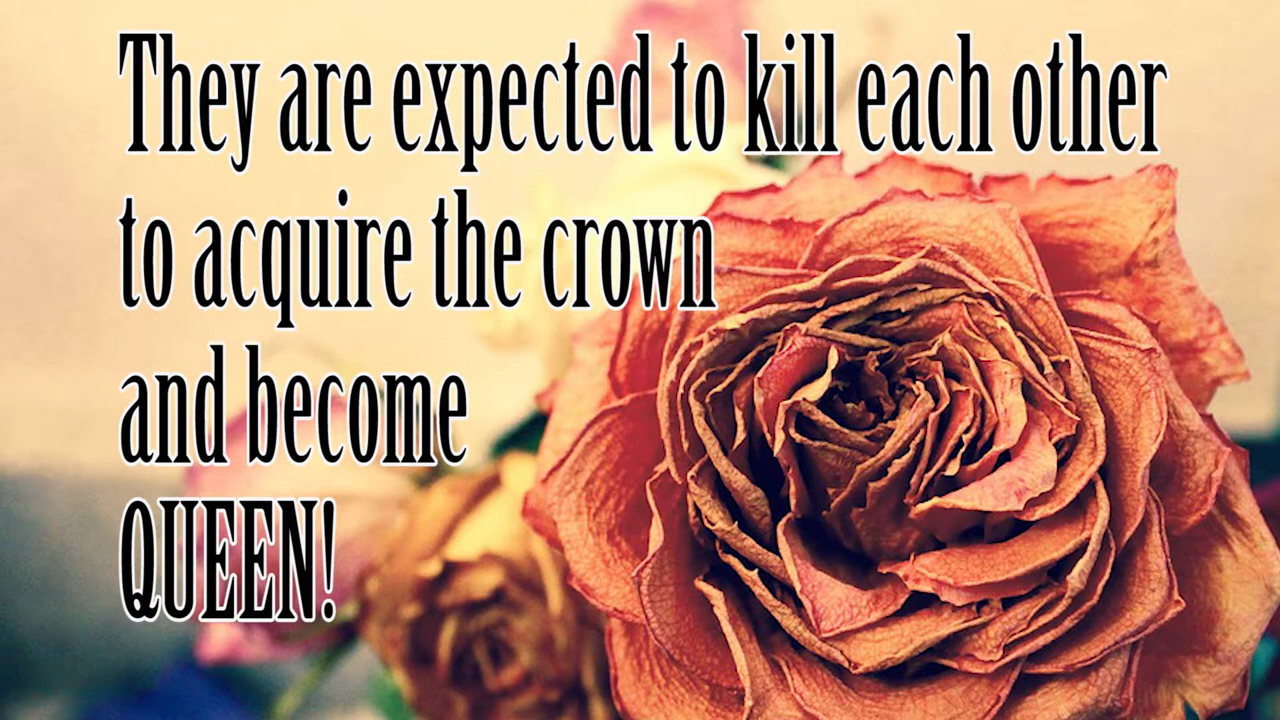 They are expected to kill each other
to acquire the crown
and become
QUEEN!